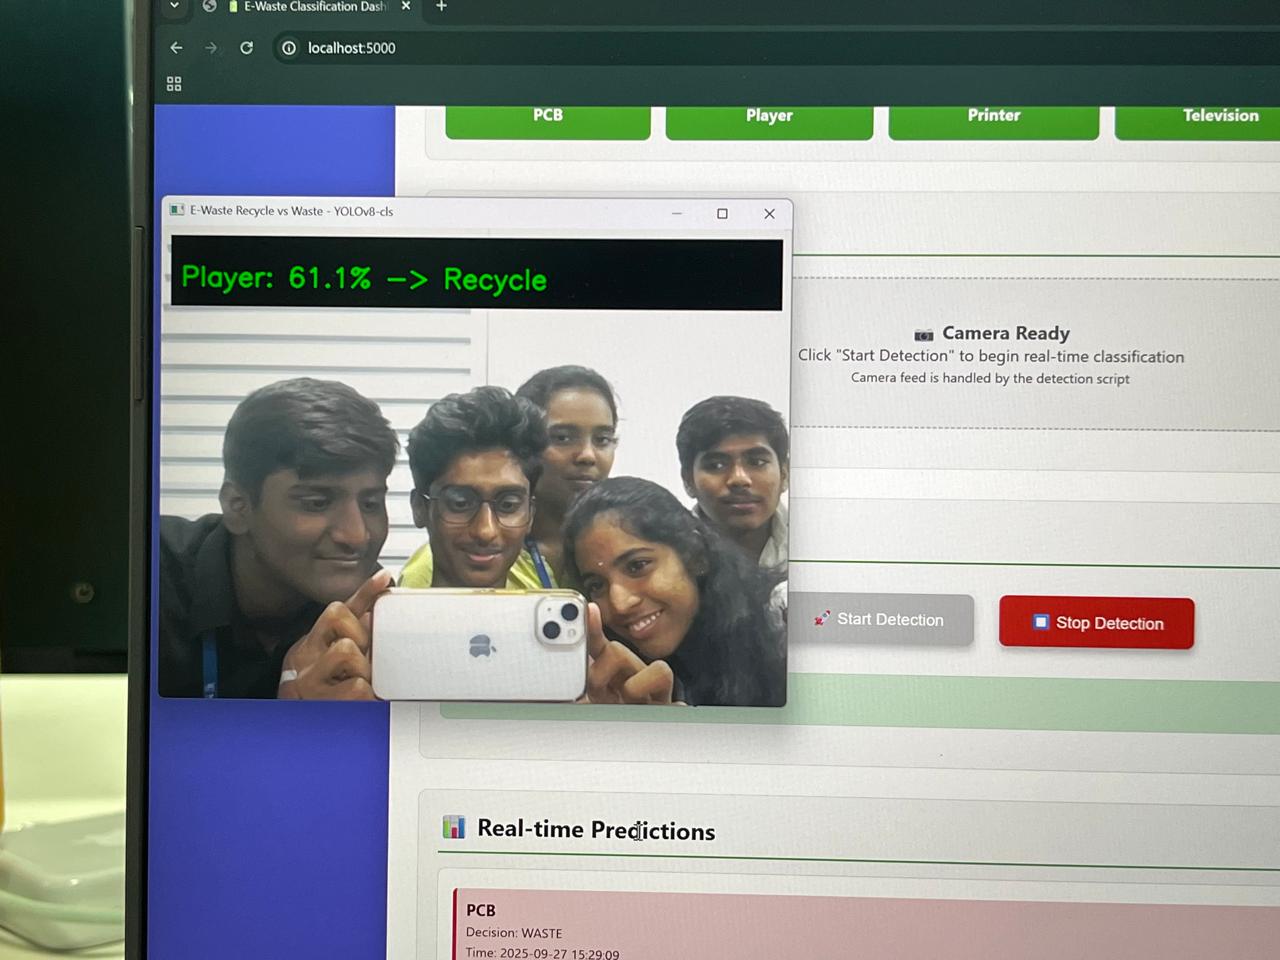 E-Waste Classification Dash
localhost:5000
PCB
Player
Printer
Television
E-Waste Recycle vs Waste - YOLOv8-cls
Player: 61.1% -> Recycle
📷 Camera Ready
Click "Start Detection" to begin real-time classification
Camera feed is handled by the detection script
🚀 Start Detection
⏹️ Stop Detection
📊 Real-time Predictions
PCB
Decision: WASTE
Time: 2025-09-27 15:29:09